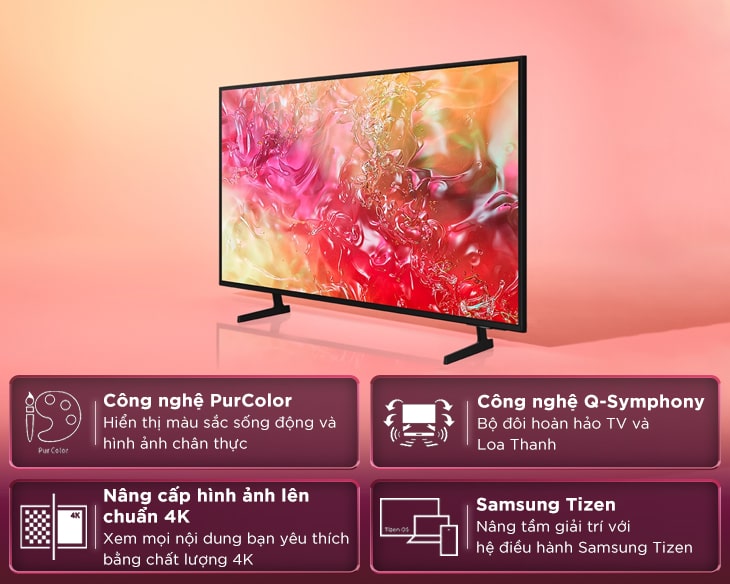 Công nghệ PurColor
Hiển thị màu sắc sống động và
hình ảnh chân thực
PurColor
Công nghệ Q-Symphony
Bộ đôi hoàn hảo TV và
Loa Thanh
Nâng cấp hình ảnh lên
chuẩn 4K
Xem mọi nội dung bạn yêu thích
bằng chất lượng 4K
4K
Samsung Tizen
Nâng tầm giải trí với
hệ điều hành Samsung Tizen
Tizen OS